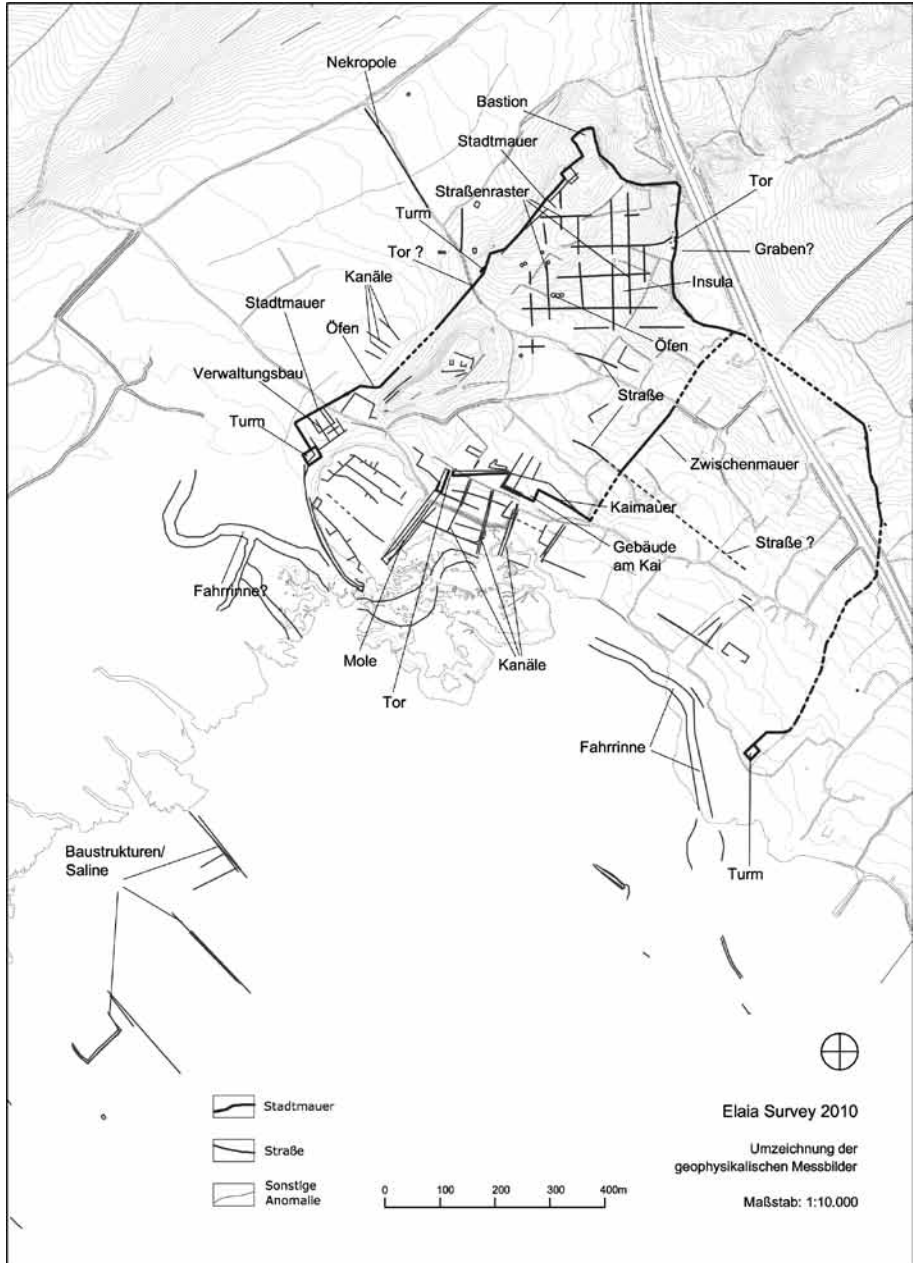 Nekropole
Bastion
Stadtmauer
Straßenraster
Tor
Turm
Tor ?
Graben?
Kanäle
Insula
Stadtmauer
Öfen
Öfen
Verwaltungsbau
Straße
Turm
Zwischenmauer
Kaimauer
Straße ?
Gebäude
am Kai
Fahrrinne?
Mole
Kanäle
Tor
Fahrrinne
Baustrukturen/
Saline
Turm
Stadtmauer
Straße
Sonstige
Anomalie
0 100 200 400m
Elaia Survey 2010
Umzeichnung der
geophysikalischen Messbilder
Maßstab: 1:10.000